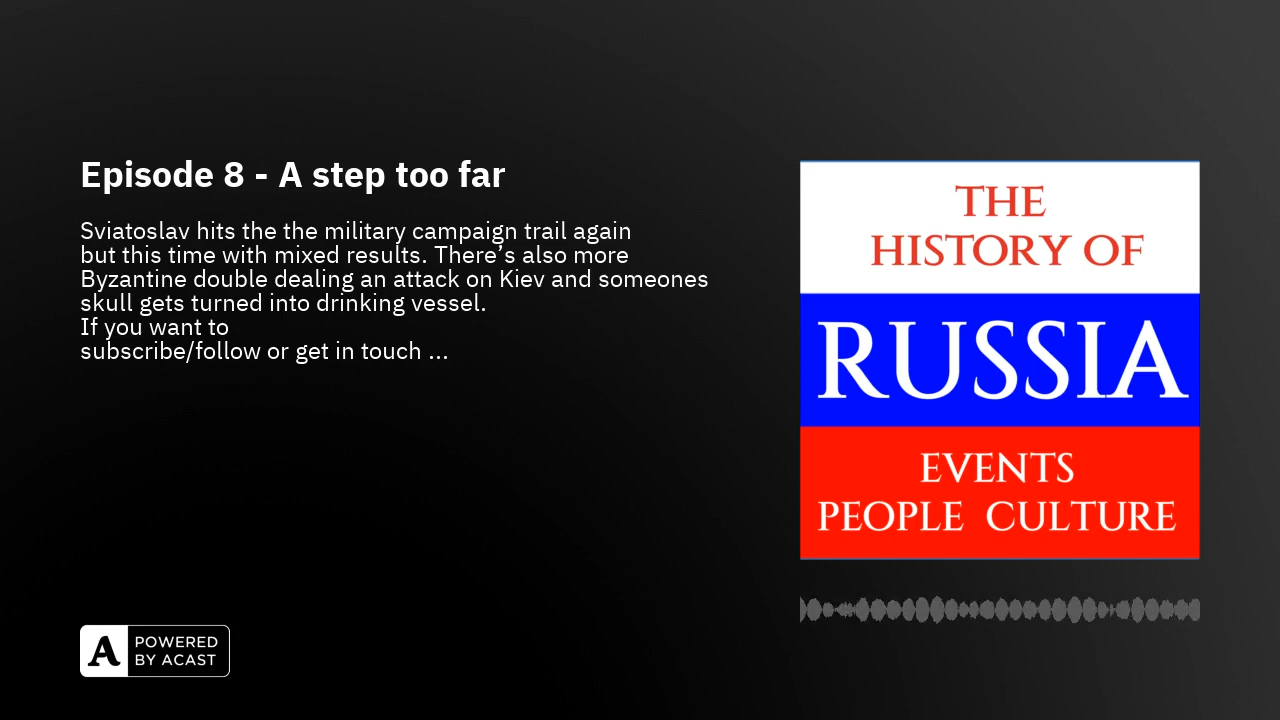 Episode 8 - A step too far
Sviatoslav hits the the military campaign trail again
but this time with mixed results. There’s also more
Byzantine double dealing an attack on Kiev and someones
skull gets turned into drinking vessel.
If you want to
subscribe/follow or get in touch ...
THE
HISTORY OF
RUSSIA
EVENTS
PEOPLE CULTURE
A
POWERED
BY ACAST